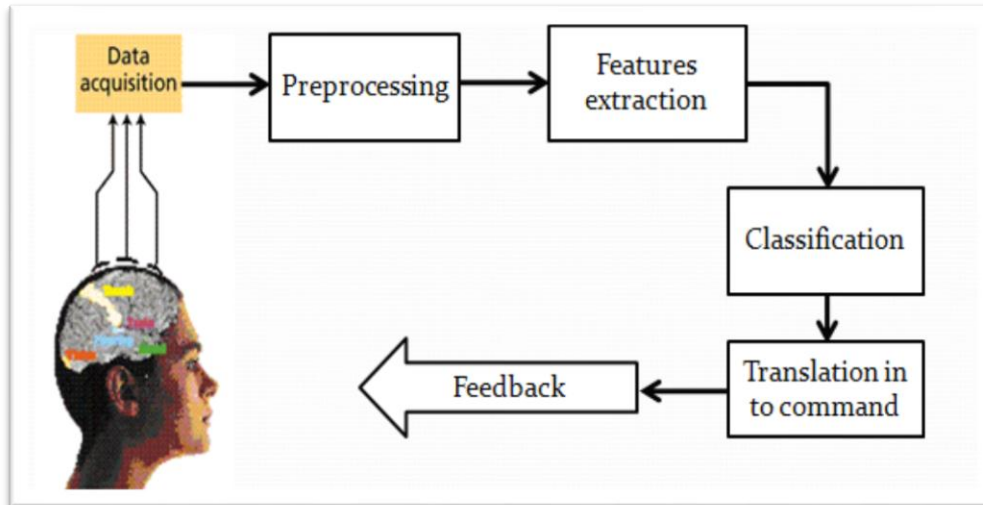 Data
acquisition
Preprocessing
Features
extraction
Classification
Translation in
to command
Feedback